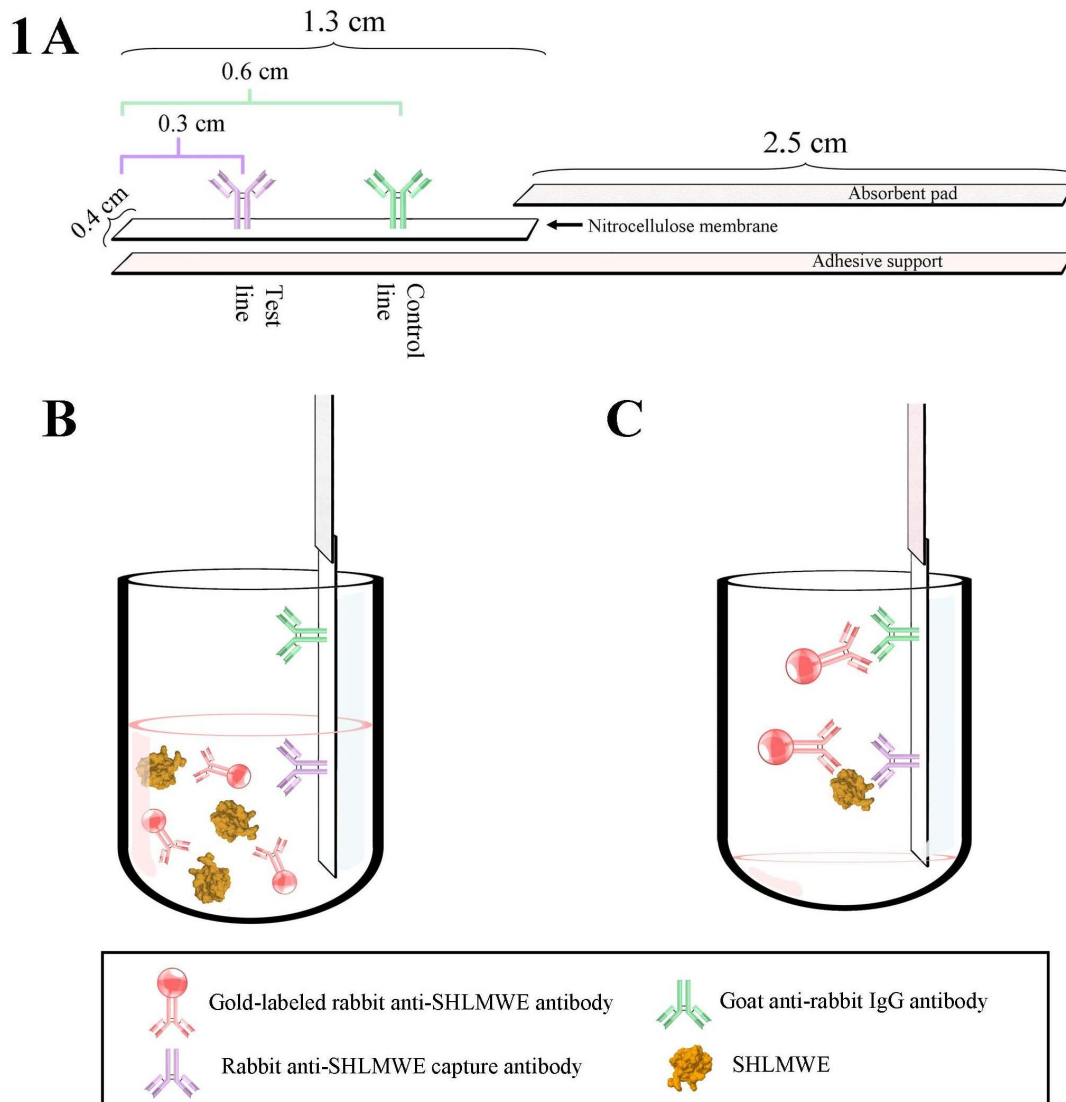 1A
1.3 cm
0.6 cm
0.3 cm
0.4 cm
2.5 cm
Absorbent pad
Nitrocellulose membrane
Adhesive support
Test
line
Control
line
B
C
Gold-labeled rabbit anti-SHLMWE antibody
Goat anti-rabbit IgG antibody
Rabbit anti-SHLMWE capture antibody
SHLMWE